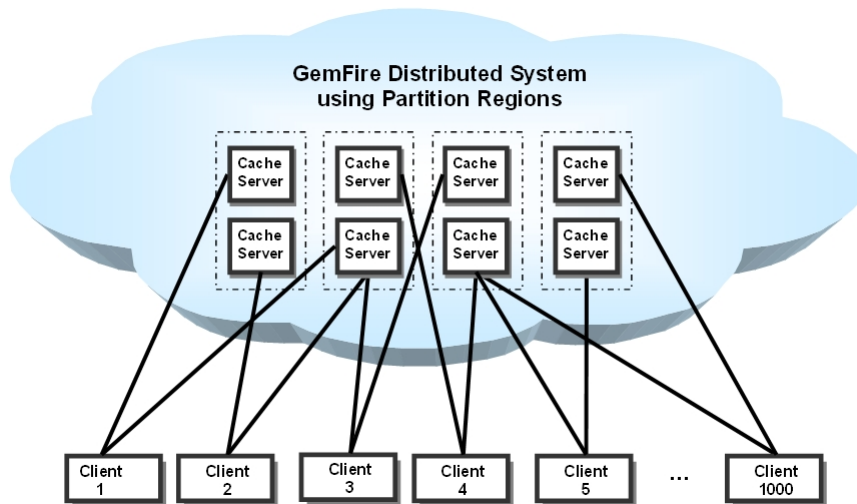 GemFire Distributed System
using Partition Regions
Cache
Server
Cache
Server
Cache
Server
Cache
Server
Cache
Server
Cache
Server
Cache
Server
Cache
Server
Client
1
Client
2
Client
3
Client
4
Client
5
...
Client
1000